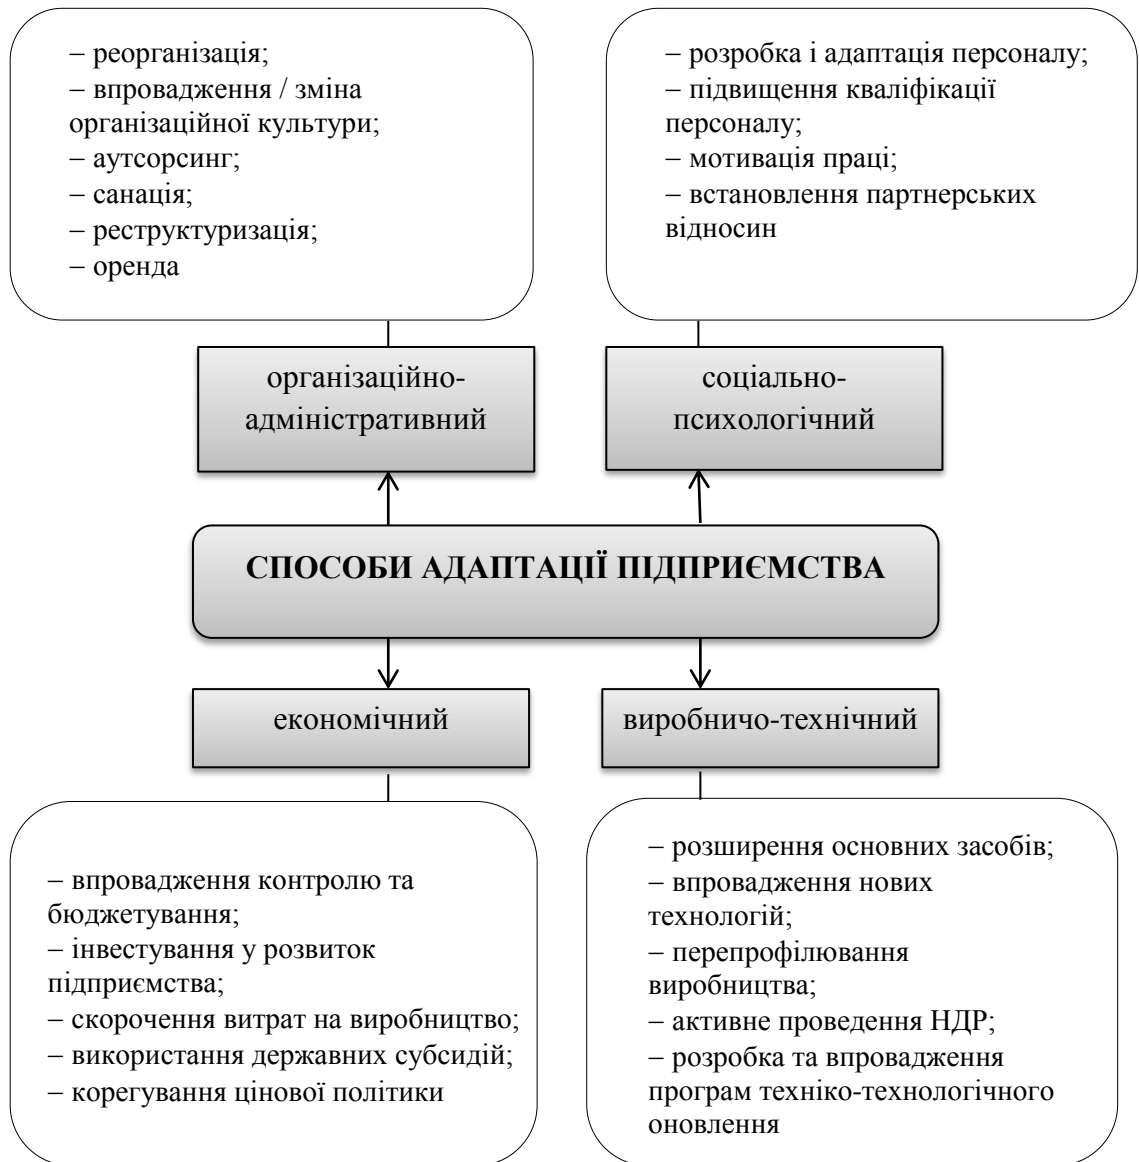 – реорганізація;
– впровадження / зміна
організаційної культури;
– аутсорсинг;
– санація;
– реструктуризація;
– оренда
– розробка і адаптація персоналу;
– підвищення кваліфікації
персоналу;
– мотивація праці;
– встановлення партнерських
відносин
організаційно-
адміністративний
соціально-
психологічний
СПОСОБИ АДАПТАЦІЇ ПІДПРИЄМСТВА
економічний
виробничо-технічний
– впровадження контролю та
бюджетування;
– інвестування у розвиток
підприємства;
– скорочення витрат на виробництво;
– використання державних субсидій;
– корегування цінової політики
– розширення основних засобів;
– впровадження нових
технологій;
– перепрофілювання
виробництва;
– активне проведення НДР;
– розробка та впровадження
програм техніко-технологічного
оновлення